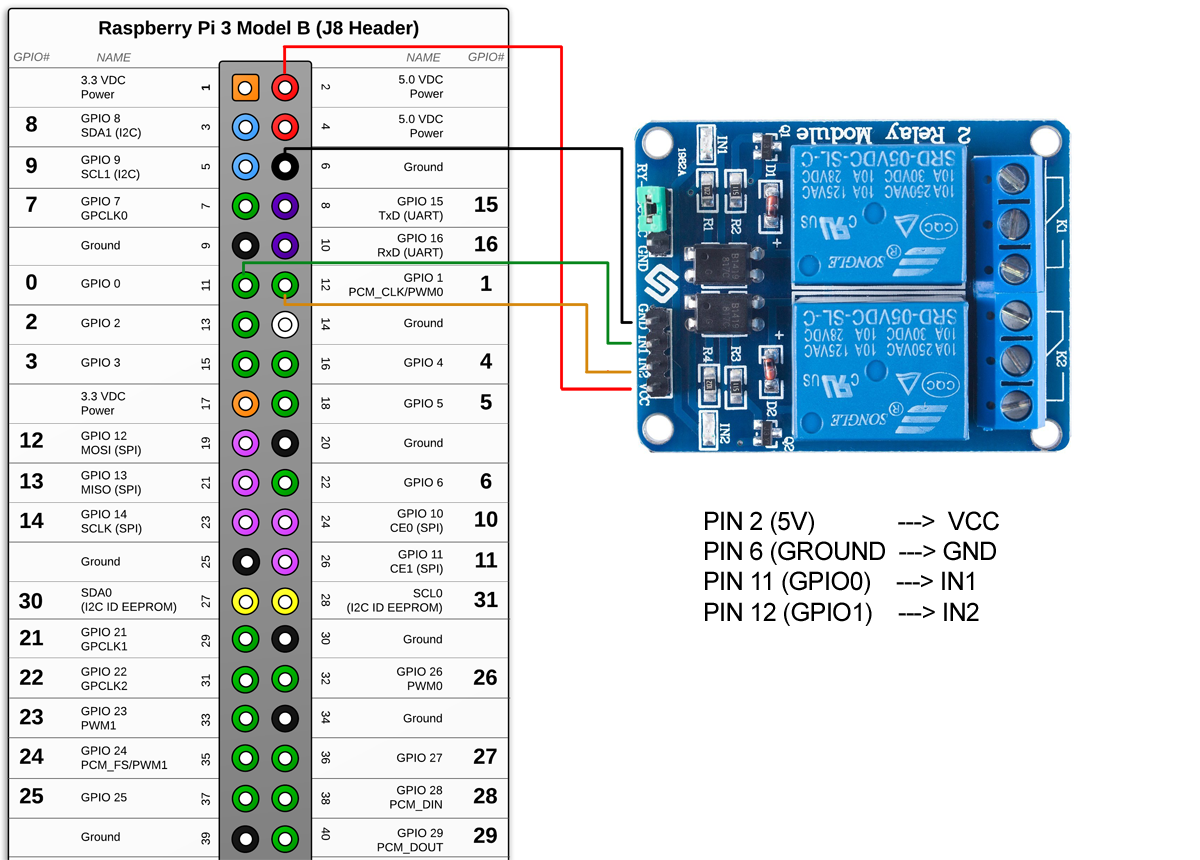 Raspberry Pi 3 Model B (J8 Header)
GPIO# NAME NAME GPIO#
3.3 VDC
Power 1 2 5.0 VDC
Power
8 GPIO 8
SDA1 (I2C) 3 4 5.0 VDC
Power
9 GPIO 9
SCL1 (I2C) 5 6 Ground
7 GPIO 7
GPCLK0 7 8 GPIO 15
TxD (UART) 15
Ground 9 10 GPIO 16
RxD (UART) 16
0 GPIO 0 11 12 GPIO 1
PCM_CLK/PWM0 1
2 GPIO 2 13 14 Ground
3 GPIO 3 15 16 GPIO 4 4
3.3 VDC
Power 17 18 GPIO 5 5
12 GPIO 12
MOSI (SPI) 19 20 Ground
13 GPIO 13
MISO (SPI) 21 22 GPIO 6 6
14 GPIO 14
SCLK (SPI) 23 24 GPIO 10
CE0 (SPI) 10
Ground 25 26 GPIO 11
CE1 (SPI) 11
30 SDA0
(I2C ID EEPROM) 27 28 SCL0
(I2C ID EEPROM) 31
21 GPIO 21
GPCLK1 29 30 Ground
22 GPIO 22
GPCLK2 31 32 GPIO 26
PWM0 26
23 GPIO 23
PWM1 33 34 Ground
24 GPIO 24
PCM_FS/PWM1 35 36 GPIO 27 27
25 GPIO 25 37 38 GPIO 28
PCM_DIN 28
Ground 39 40 GPIO 29
PCM_DOUT 29
2 Relay Module
Q1
IN1
1982A
D1
R1
R2
GND
GND
IN1
IN2
VCC
R4
R3
D2
Q2
IN2
K1
K2
SRD-05VDC-SL-C
10A 250VAC 10A 125VAC
10A 30VDC 10A 28VDC
CQC
US
SONGLE
SRD-05VDC-SL-C
10A 250VAC 10A 125VAC
10A 30VDC 10A 28VDC
CQC
US
SONGLE
PIN 2 (5V) ---> VCC
PIN 6 (GROUND ---> GND
PIN 11 (GPIO0) ---> IN1
PIN 12 (GPIO1) ---> IN2